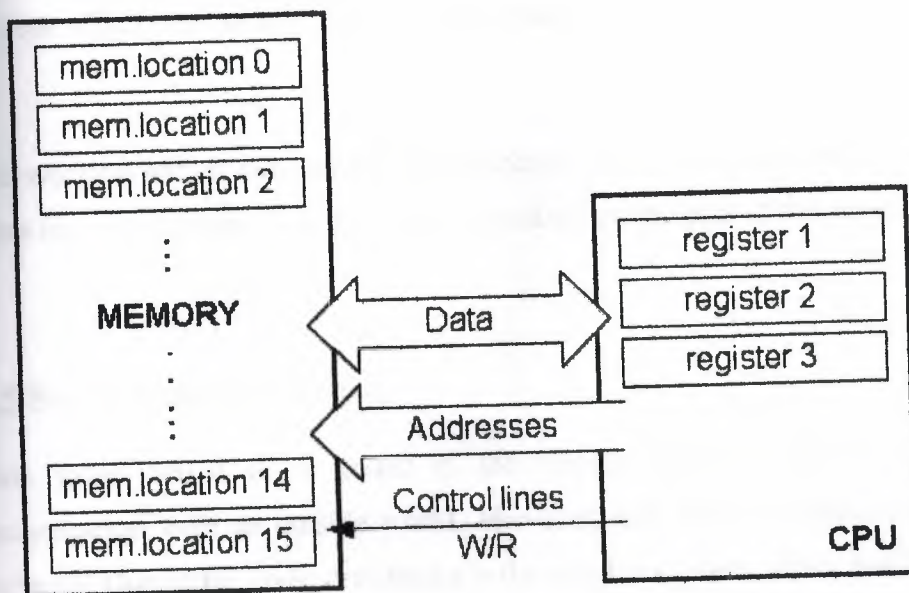 mem.location 0
mem.location 1
mem.location 2
MEMORY
mem.location 14
mem.location 15
Data
Addresses
Control lines
W/R
register 1
register 2
register 3
CPU